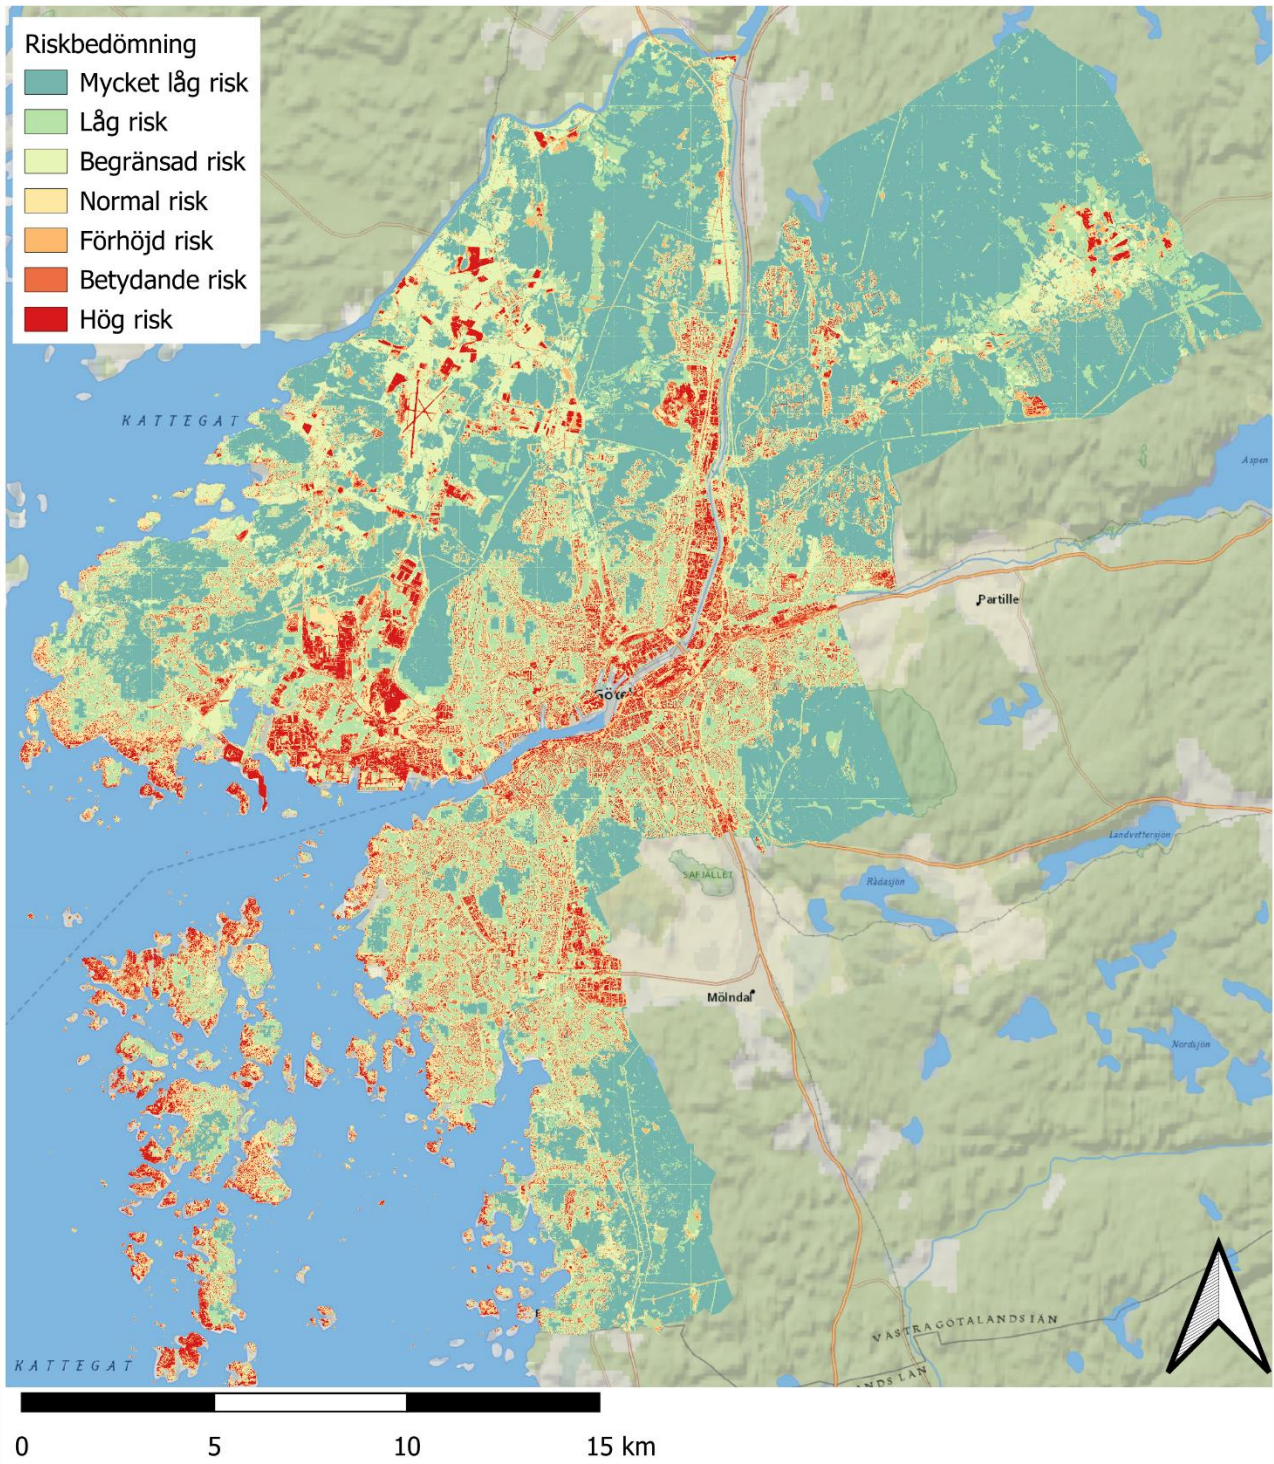 Riskbedömning
Mycket låg risk
Låg risk
Begränsad risk
Normal risk
Förhöjd risk
Betydande risk
Hög risk
KATTEGAT
Aspen
Partille
Landvettersjön
Rådasjön
Mölndal
Nordsjön
VÄSTRA GÖTALANDS LÄN
KATTEGAT
0 5 10 15 km